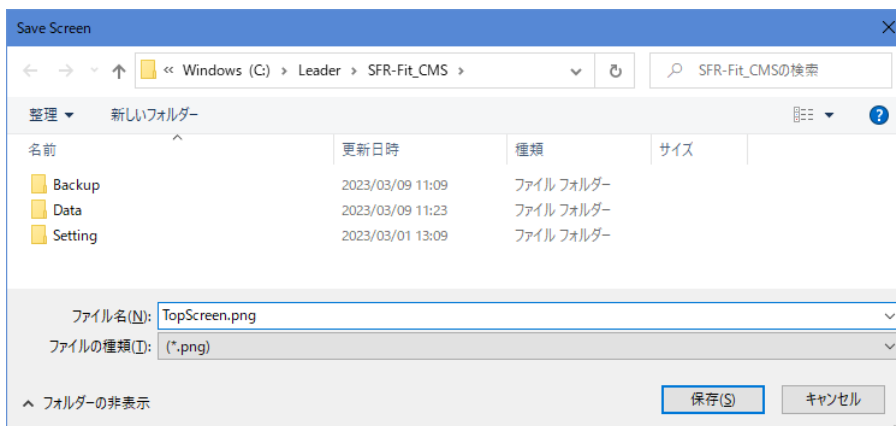 Save Screen
« Windows (C:) › Leader › SFR-Fit_CMS ›
SFR-Fit_CMSの検索
整理 ▼ 新しいフォルダー
名前 更新日時 種類 サイズ
Backup 2023/03/09 11:09 ファイル フォルダー
Data 2023/03/09 11:23 ファイル フォルダー
Setting 2023/03/01 13:09 ファイル フォルダー
ファイル名(N): TopScreen.png
ファイルの種類(T): (*.png)
フォルダーの非表示
保存(S) キャンセル